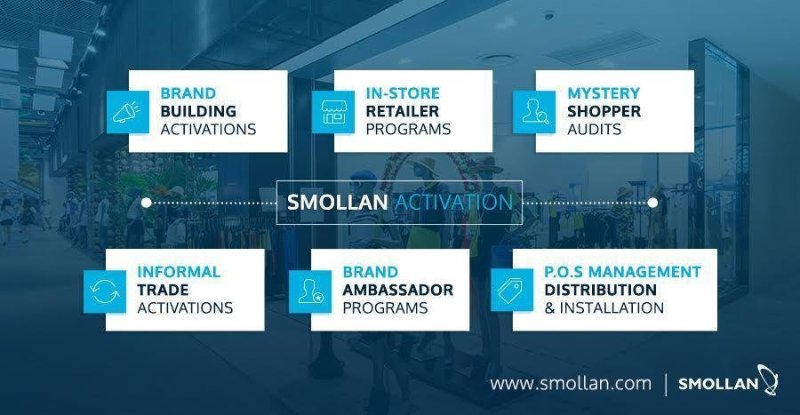 BRAND
BUILDING
ACTIVATIONS
IN-STORE
RETAILER
PROGRAMS
MYSTERY
SHOPPER
AUDITS
SMOLLAN ACTIVATION
INFORMAL
TRADE
ACTIVATIONS
BRAND
AMBASSADOR
PROGRAMS
P.O.S MANAGEMENT
DISTRIBUTION
& INSTALLATION
www.smollan.com | SMOLLAN